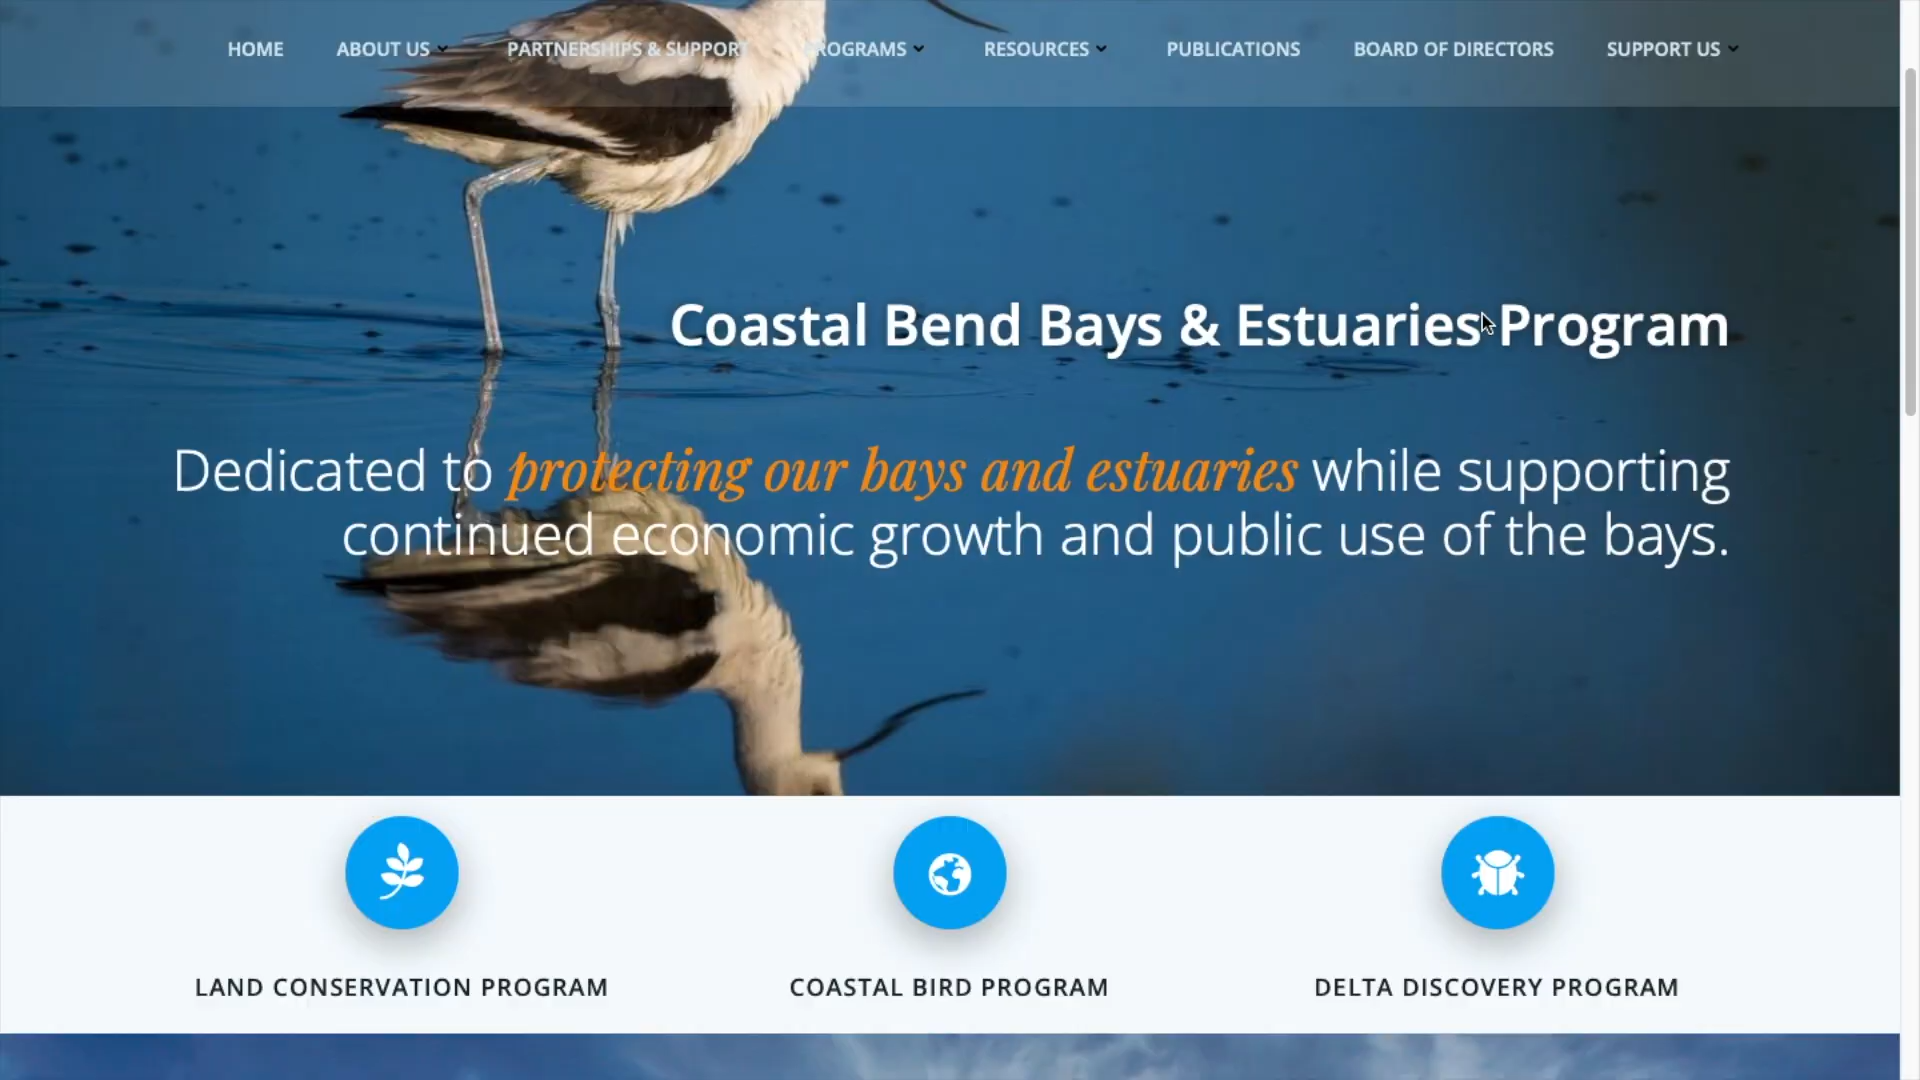 HOME ABOUT US PARTNERSHIPS & SUPPORT PROGRAMS RESOURCES PUBLICATIONS BOARD OF DIRECTORS SUPPORT US
Coastal Bend Bays & Estuaries Program
Dedicated to protecting our bays and estuaries while supporting
continued economic growth and public use of the bays.
LAND CONSERVATION PROGRAM COASTAL BIRD PROGRAM DELTA DISCOVERY PROGRAM